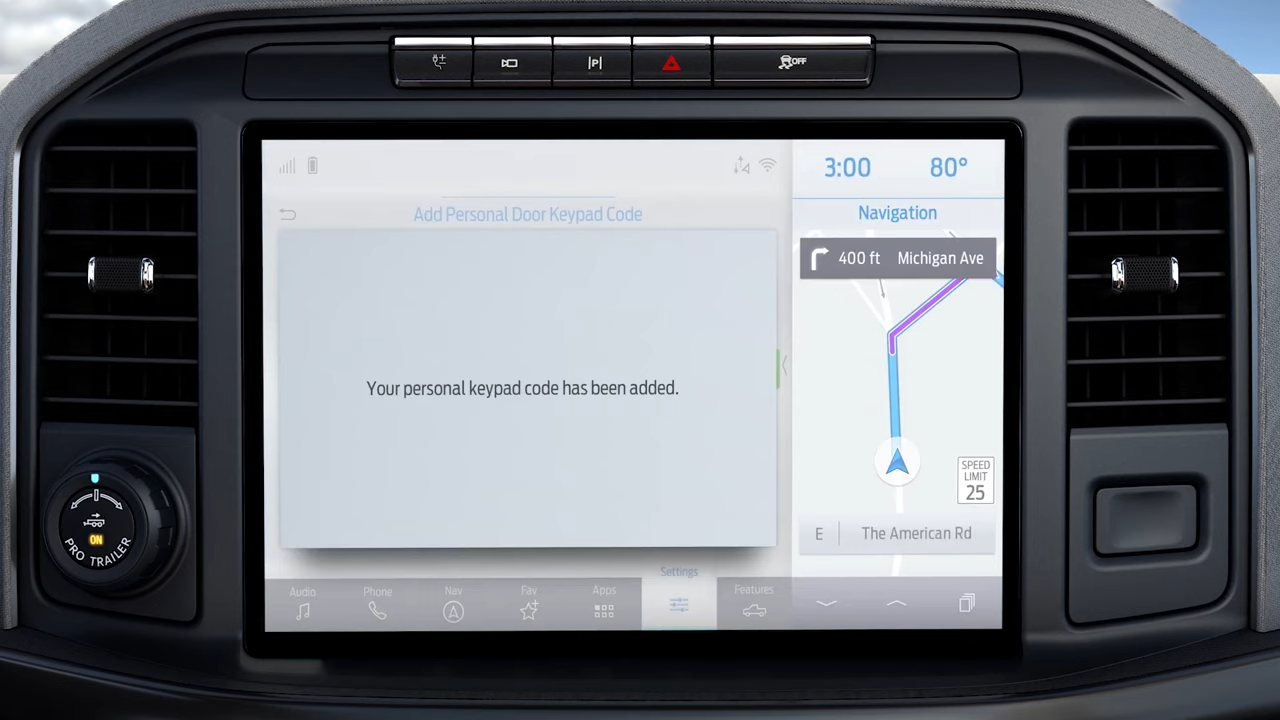 |P|
OFF
3:00 80°
Add Personal Door Keypad Code
Navigation
400 ft Michigan Ave
Your personal keypad code has been added.
SPEED
LIMIT
25
E The American Rd
ON
PRO TRAILER
Settings
Audio Phone Nav Fav Apps Features